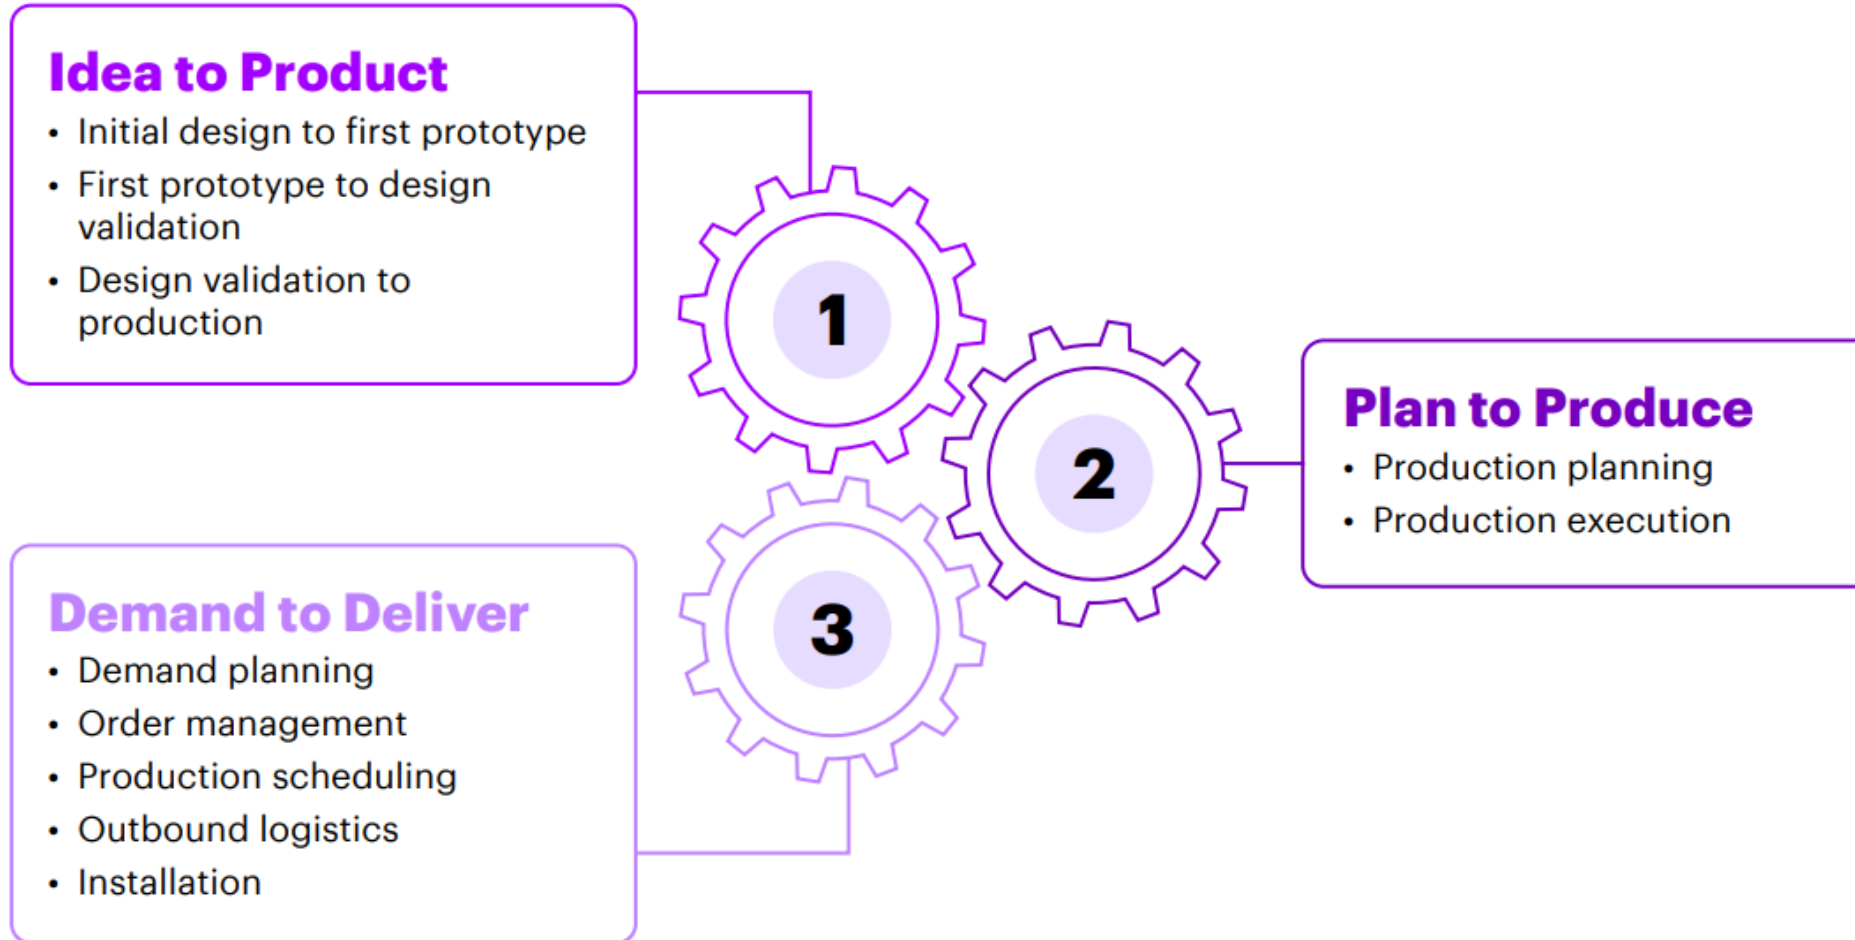 Idea to Product
• Initial design to first prototype
• First prototype to design
validation
• Design validation to
production
1
2
Plan to Produce
• Production planning
• Production execution
3
Demand to Deliver
• Demand planning
• Order management
• Production scheduling
• Outbound logistics
• Installation